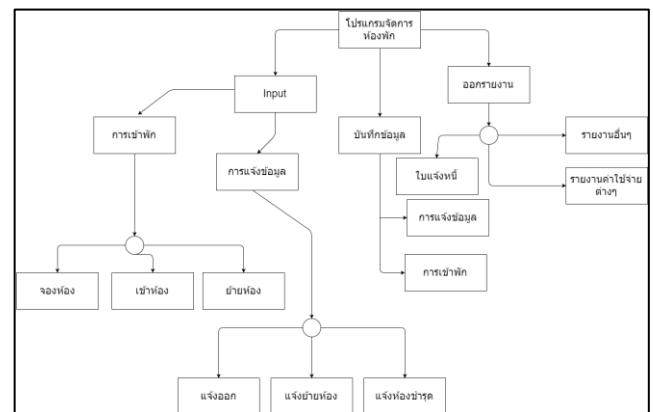 โปรแกรมจัดการ
ห้องพัก
Input
ออกรายงาน
การเข้าพัก
บันทึกข้อมูล
รายงานอื่นๆ
การแจ้งข้อมูล
ใบแจ้งหนี้
รายงานค่าใช้จ่าย
ต่างๆ
การแจ้งข้อมูล
การเข้าพัก
จองห้อง
เข้าห้อง
ย้ายห้อง
แจ้งออก
แจ้งย้ายห้อง
แจ้งห้องชำรุด